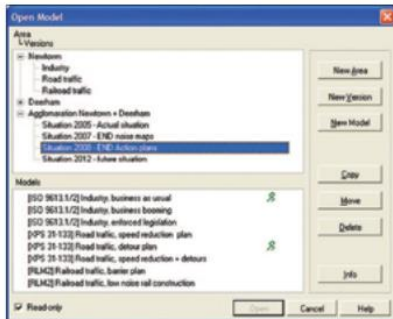 Open Model
Area
Versions
Newtown
Industry
Road traffic
Railroad traffic
Deerham
Agglomeration Newtown + Deerham
Situation 2005 - Actual situation
Situation 2007 - END noise maps
Situation 2008 - END Action plans
Situation 2012 - future situation
New Area
New Version
New Model
Models
[ISO 9613.1/2] Industry, business as usual
[ISO 9613.1/2] Industry, business booming
[ISO 9613.1/2] Industry, enforced legislation
[XPS 31-133] Road traffic, speed reduction plan
[XPS 31-133] Road traffic, detour plan
[XPS 31-133] Road traffic, speed reduction + detours
[RLM2] Railroad traffic, barrier plan
[RLM2] Railroad traffic, low noise rail construction
Copy
Move
Delete
Info
Read-only
Open
Cancel
Help